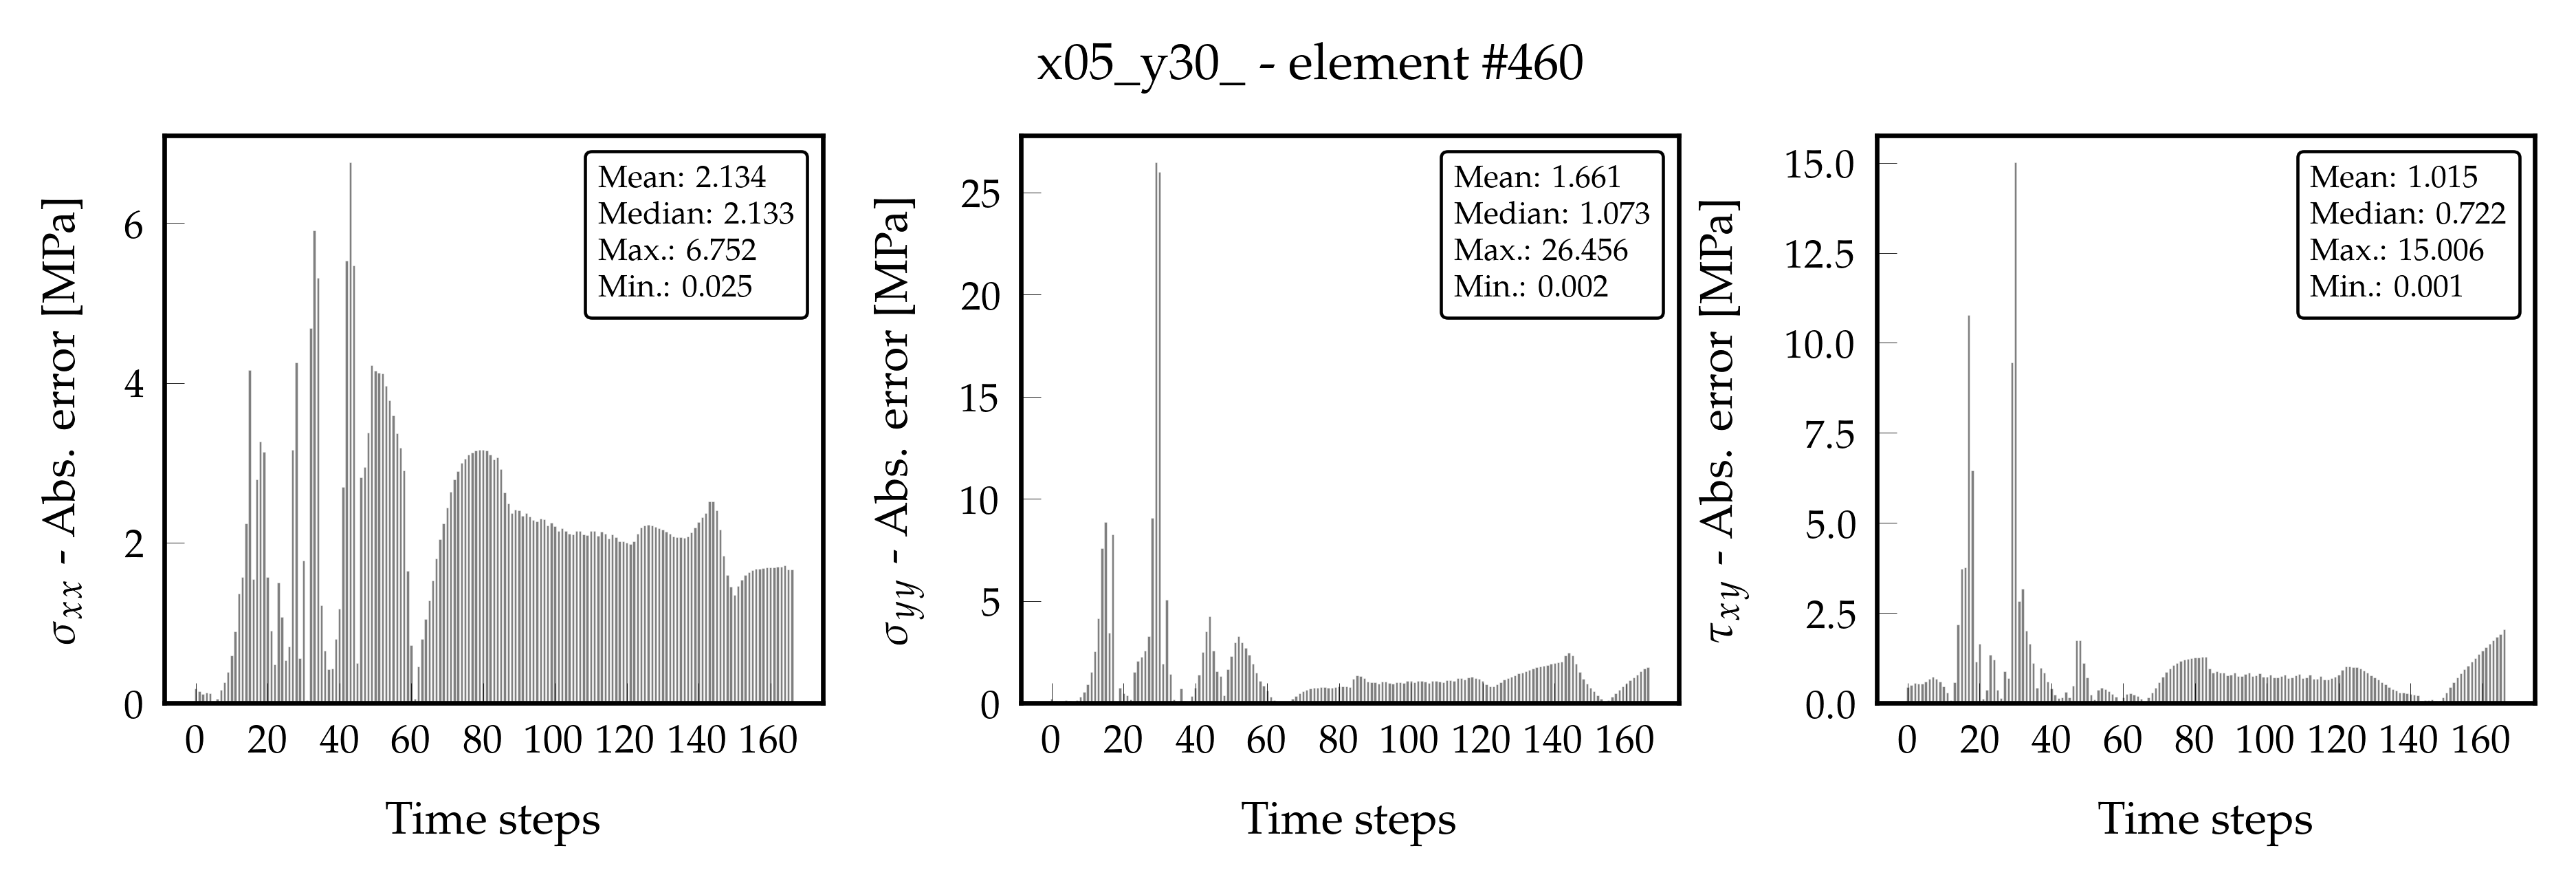 x05_y30_ - element #460
σxx - Abs. error [MPa]
6
4
2
0
0 20 40 60 80 100 120 140 160
Time steps
Mean: 2.134
Median: 2.133
Max.: 6.752
Min.: 0.025
σyy - Abs. error [MPa]
25
20
15
10
5
0
0 20 40 60 80 100 120 140 160
Time steps
Mean: 1.661
Median: 1.073
Max.: 26.456
Min.: 0.002
τxy - Abs. error [MPa]
15.0
12.5
10.0
7.5
5.0
2.5
0.0
0 20 40 60 80 100 120 140 160
Time steps
Mean: 1.015
Median: 0.722
Max.: 15.006
Min.: 0.001